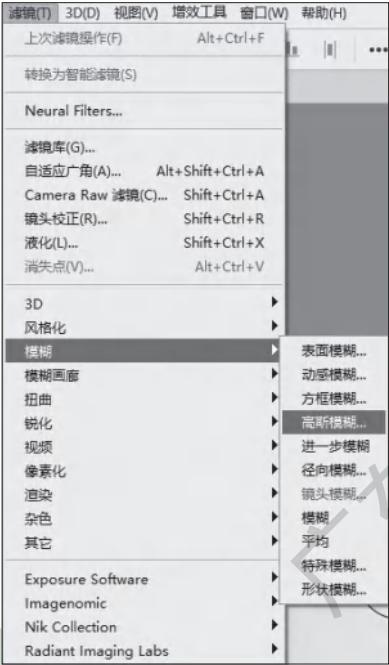 滤镜(T) 3D(D) 视图(V) 增效工具 窗口(W) 帮助(H)
上次滤镜操作(F) Alt+Ctrl+F
转换为智能滤镜(S)
Neural Filters...
滤镜库(G)...
自适应广角(A)... Alt+Shift+Ctrl+A
Camera Raw 滤镜(C)... Shift+Ctrl+A
镜头校正(R)... Shift+Ctrl+R
液化(L)... Shift+Ctrl+X
消失点(V)... Alt+Ctrl+V
3D
风格化
模糊
模糊画廊
扭曲
锐化
视频
像素化
渲染
杂色
其它
Exposure Software
Imagenomic
Nik Collection
Radiant Imaging Labs
表面模糊...
动感模糊...
方框模糊...
高斯模糊...
进一步模糊
径向模糊...
镜头模糊...
模糊
平均
特殊模糊...
形状模糊...